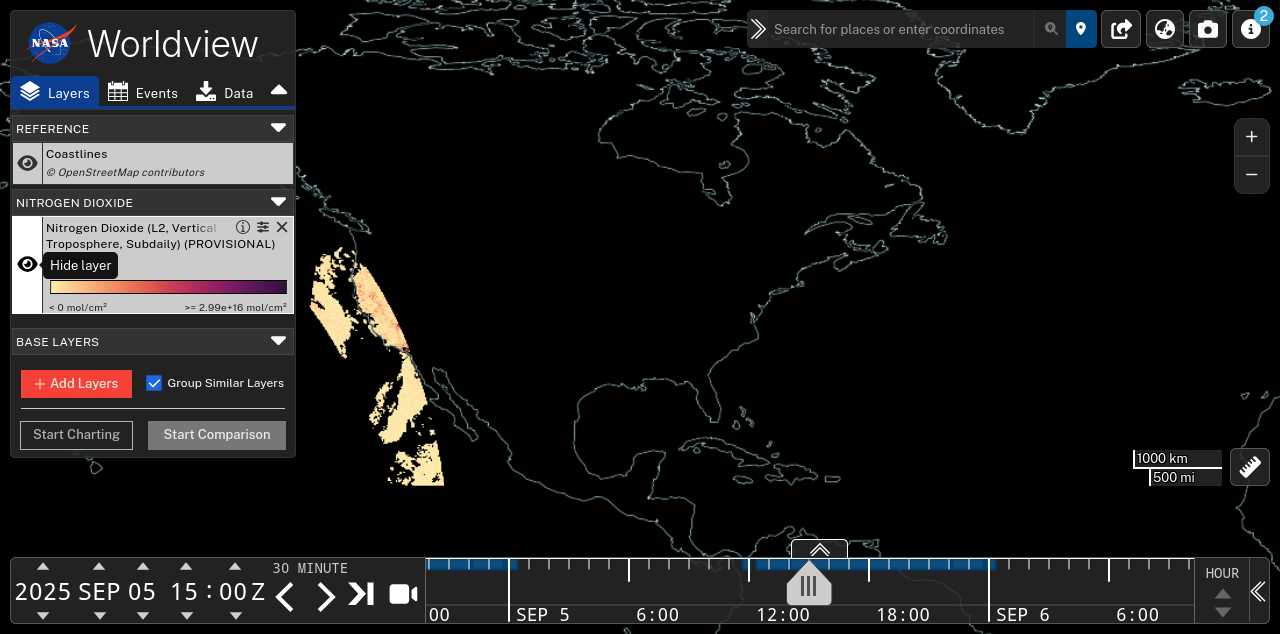 NASA
Worldview
Layers
Events
Data
REFERENCE
Coastlines
© OpenStreetMap contributors
NITROGEN DIOXIDE
Nitrogen Dioxide (L2, Vertical
Troposphere, Subdaily) (PROVISIONAL)
Hide layer
< 0 mol/cm²
>= 2.99e+16 mol/cm²
BASE LAYERS
+ Add Layers
Group Similar Layers
Start Charting
Start Comparison
Search for places or enter coordinates
2
+
−
1000 km
500 mi
2025 SEP 05 15:00Z
30 MINUTE
00
SEP 5
6:00
12:00
18:00
SEP 6
6:00
HOUR